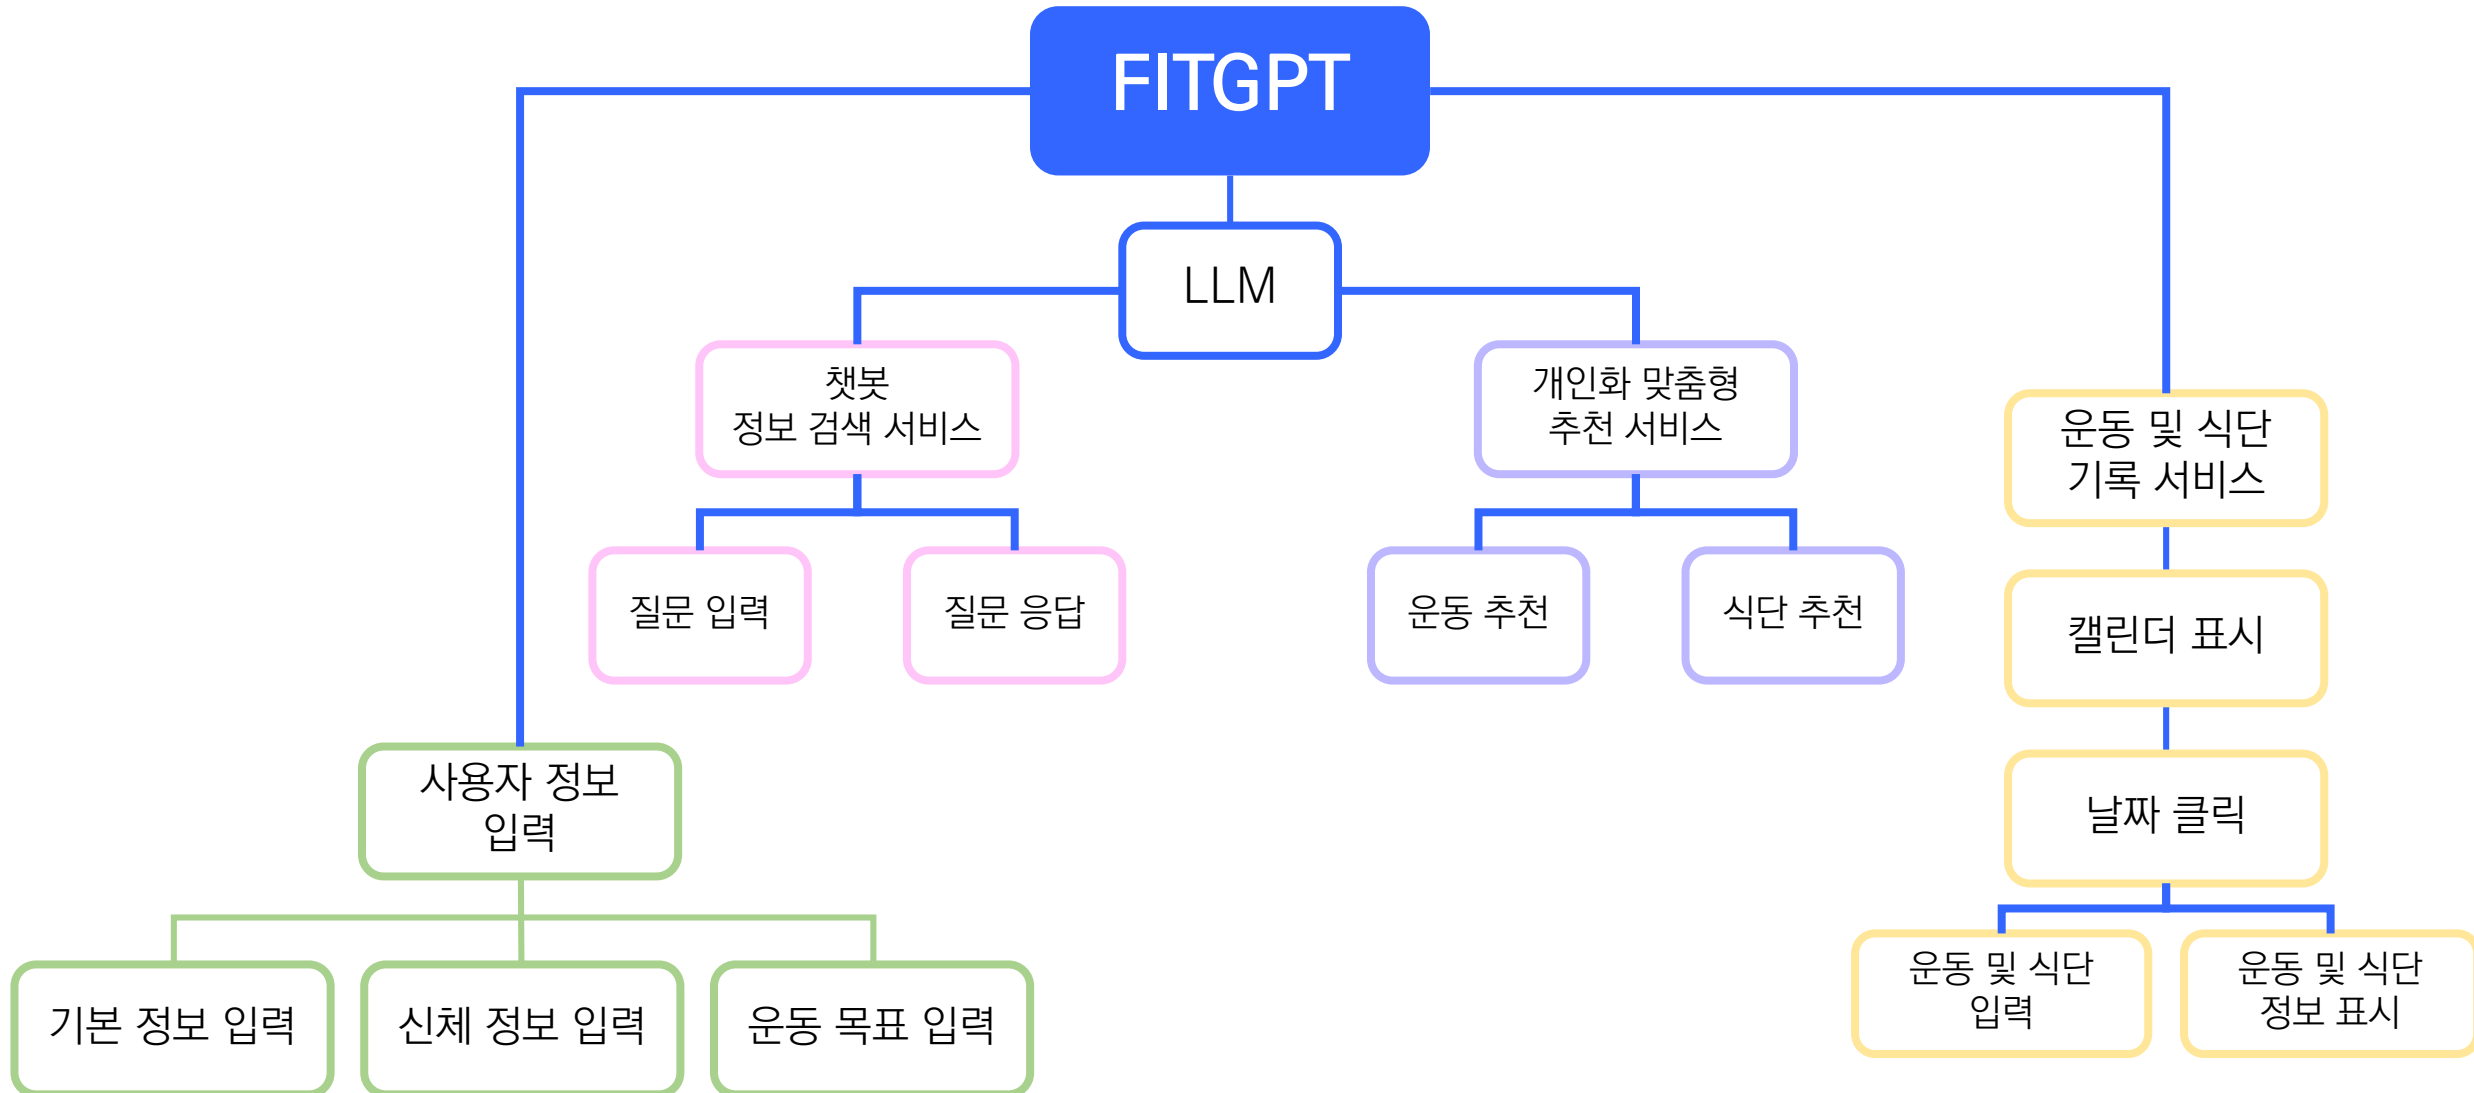 FITGPT
LLM
챗봇
정보 검색 서비스
개인화 맞춤형
추천 서비스
운동 및 식단
기록 서비스
질문 입력
질문 응답
운동 추천
식단 추천
캘린더 표시
사용자 정보
입력
날짜 클릭
기본 정보 입력
신체 정보 입력
운동 목표 입력
운동 및 식단
입력
운동 및 식단
정보 표시